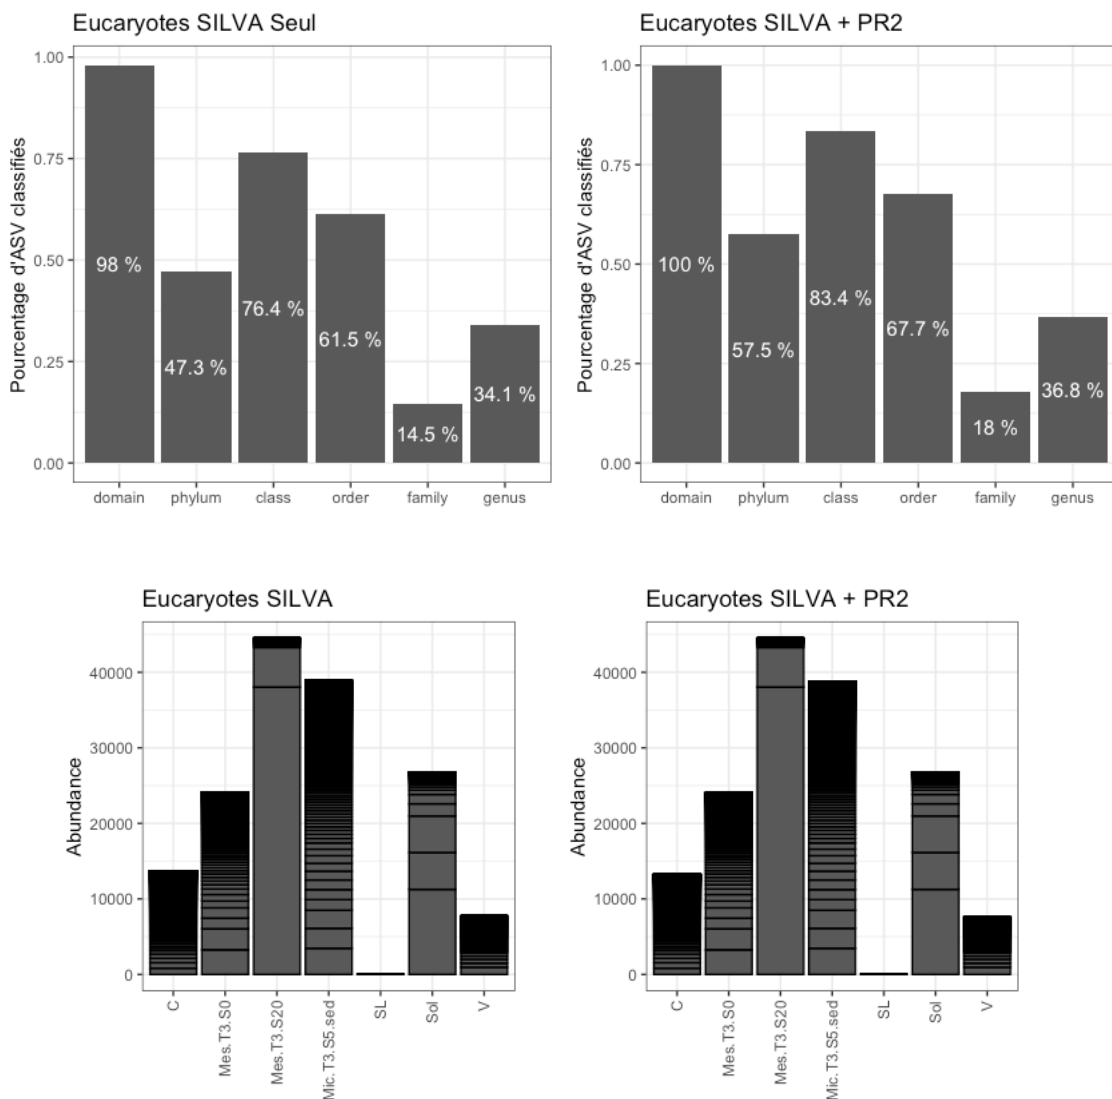 Eucaryotes SILVA Seul
Pourcentage d'ASV classifiés
1.00
0.75
0.50
0.25
0.00
98 %
47.3 %
76.4 %
61.5 %
14.5 %
34.1 %
domain phylum class order family genus
Eucaryotes SILVA + PR2
Pourcentage d'ASV classifiés
1.00
0.75
0.50
0.25
0.00
100 %
57.5 %
83.4 %
67.7 %
18 %
36.8 %
domain phylum class order family genus
Eucaryotes SILVA
Abundance
40000
30000
20000
10000
0
C
Mes.T3.S0
Mes.T3.S20
Mic.T3.S5.sed
SL
Sol
V
Eucaryotes SILVA + PR2
Abundance
40000
30000
20000
10000
0
C
Mes.T3.S0
Mes.T3.S20
Mic.T3.S5.sed
SL
Sol
V